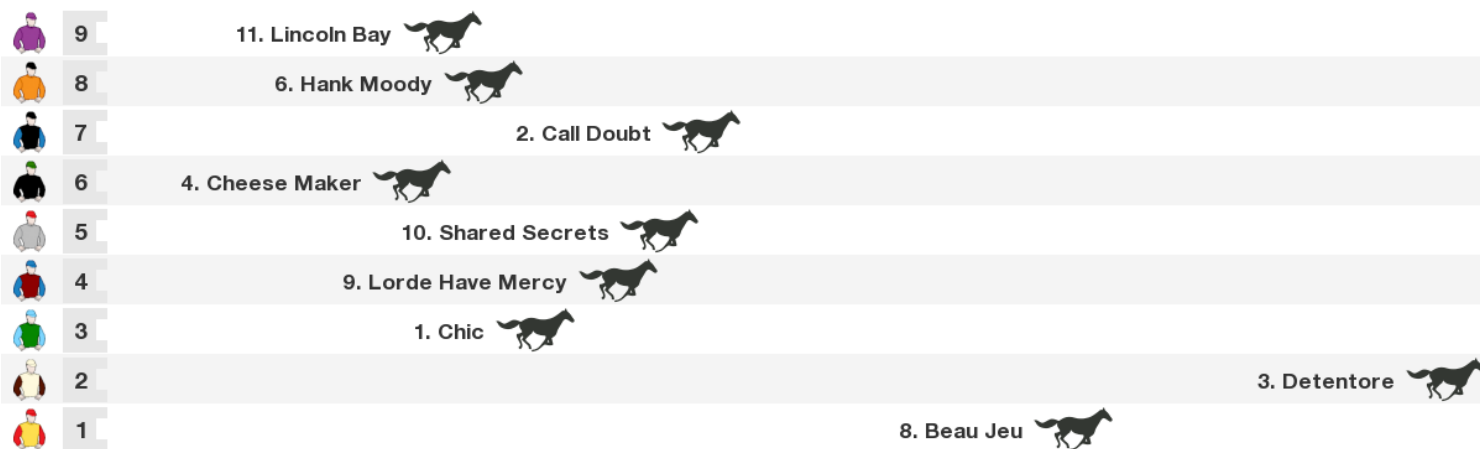 9 11. Lincoln Bay
8 6. Hank Moody
7 2. Call Doubt
6 4. Cheese Maker
5 10. Shared Secrets
4 9. Lorde Have Mercy
3 1. Chic
2 3. Detentore
1 8. Beau Jeu